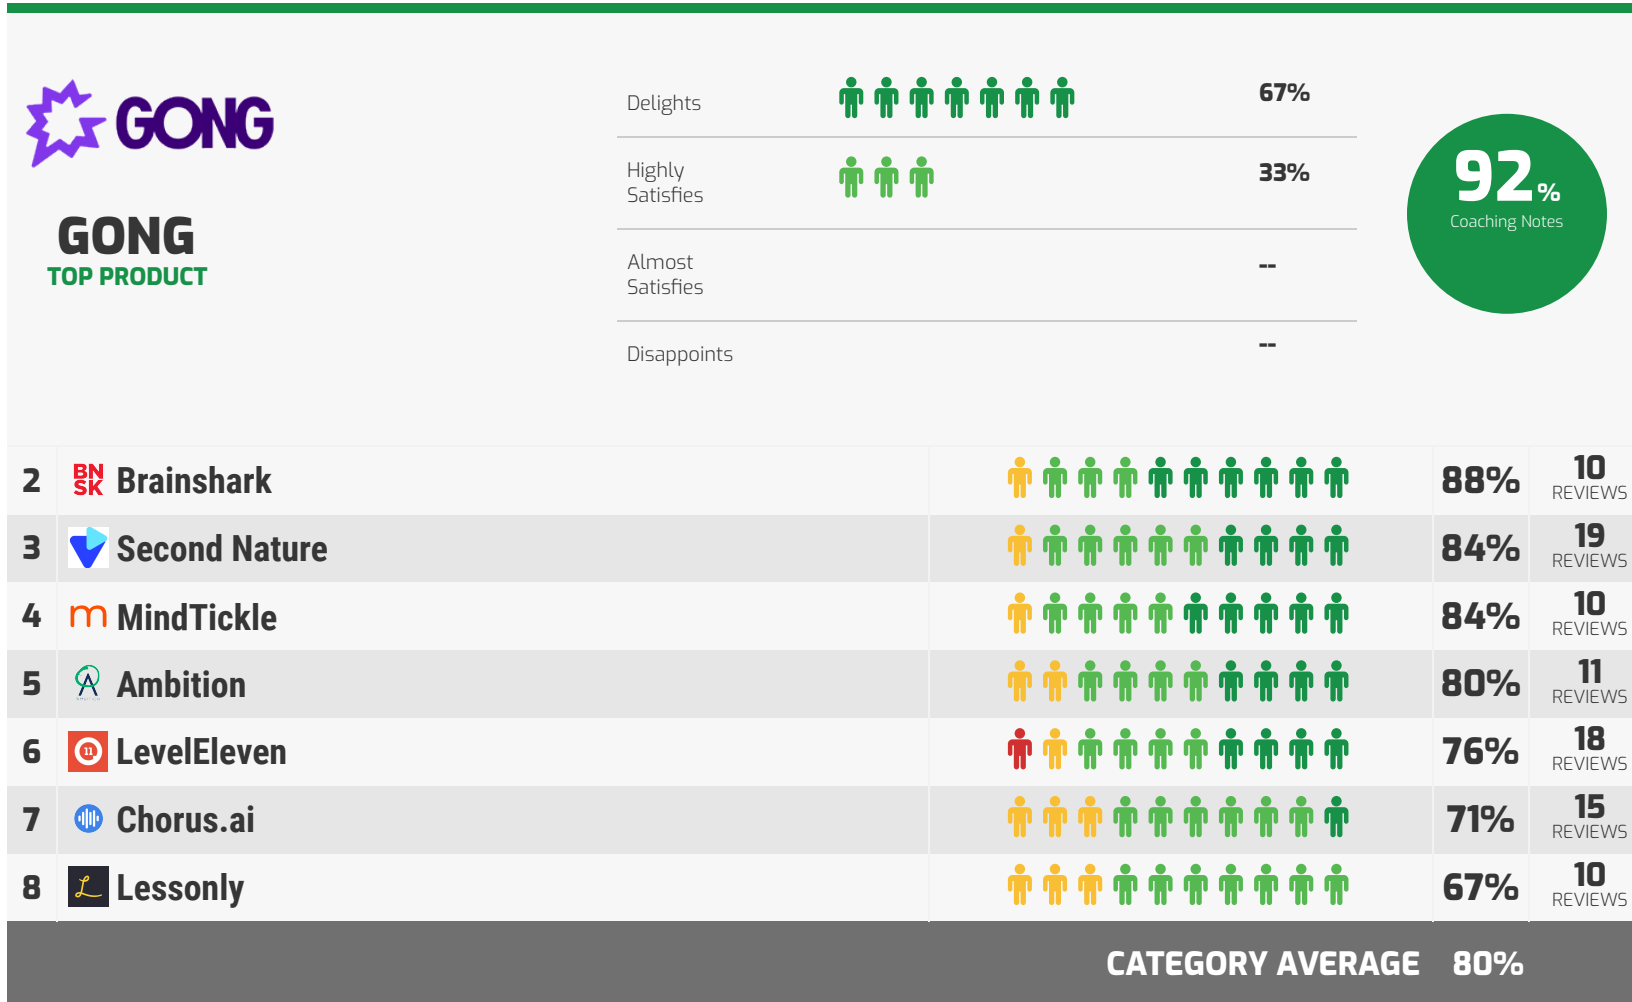 GONG
GONG
TOP PRODUCT
Delights 67%
Highly
Satisfies 33%
Almost
Satisfies --
Disappoints --
92%
Coaching Notes
2 BN
SK Brainshark 88% 10
REVIEWS
3 Second Nature 84% 19
REVIEWS
4 m MindTickle 84% 10
REVIEWS
5 A Ambition 80% 11
REVIEWS
6 11 LevelEleven 76% 18
REVIEWS
7 Chorus.ai 71% 15
REVIEWS
8 L Lessonly 67% 10
REVIEWS
CATEGORY AVERAGE 80%